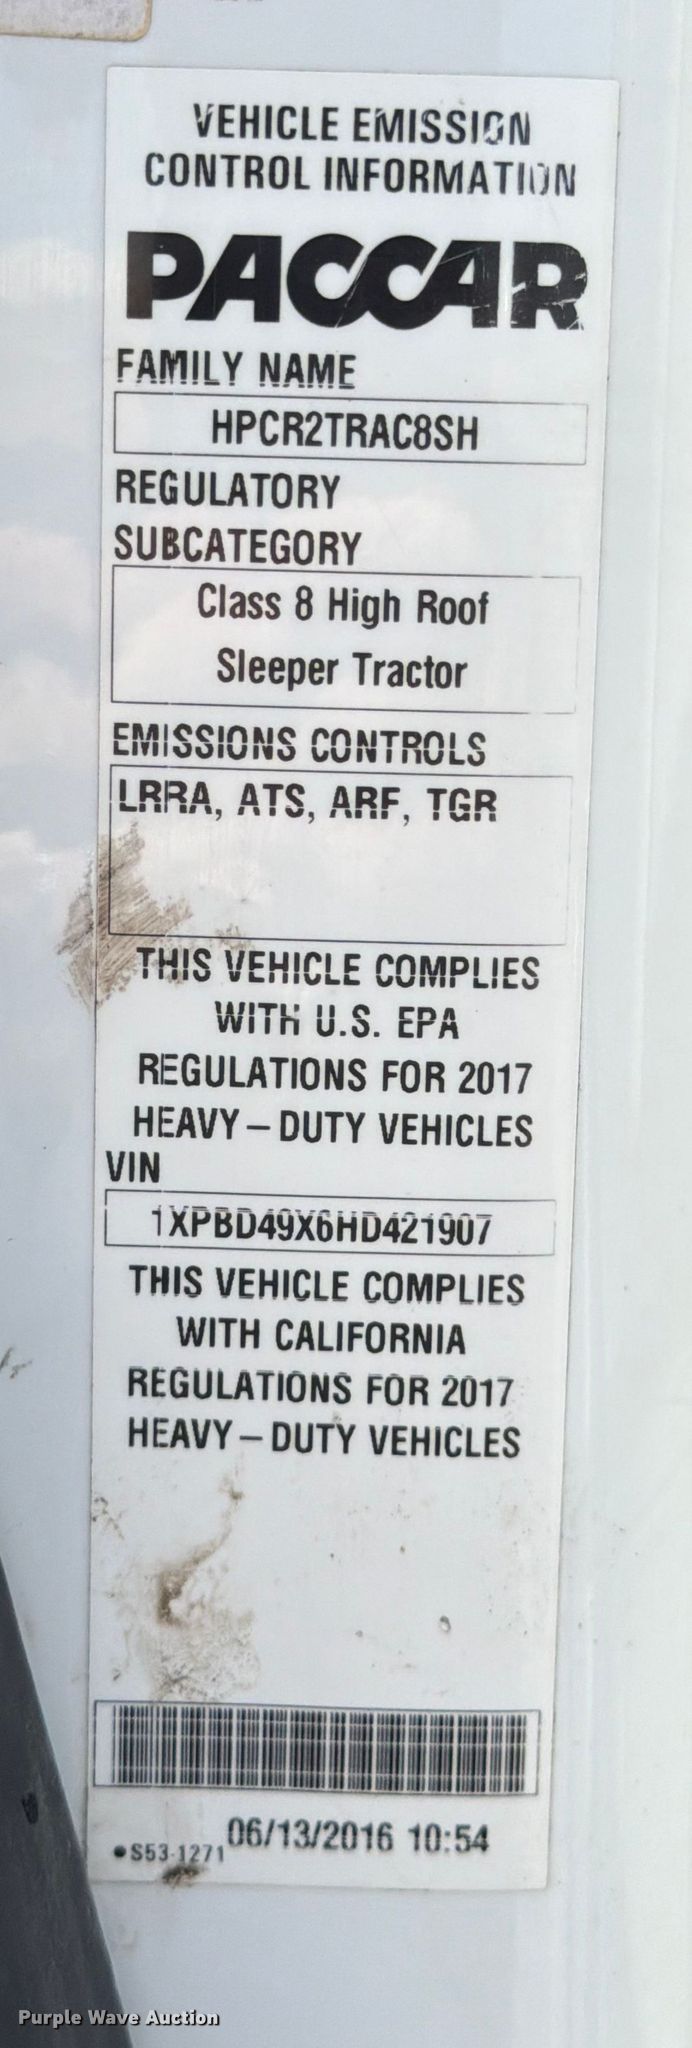 VEHICLE EMISSION
CONTROL INFORMATION
PACCAR
FAMILY NAME
HPCR2TRAC8SH
REGULATORY
SUBCATEGORY
Class 8 High Roof
Sleeper Tractor
EMISSIONS CONTROLS
LRRA, ATS, ARF, TGR
THIS VEHICLE COMPLIES
WITH U.S. EPA
REGULATIONS FOR 2017
HEAVY–DUTY VEHICLES
VIN
1XPBD49X6HD421907
THIS VEHICLE COMPLIES
WITH CALIFORNIA
REGULATIONS FOR 2017
HEAVY–DUTY VEHICLES
●S53-1271 06/13/2016 10:54
Purple Wave Auction